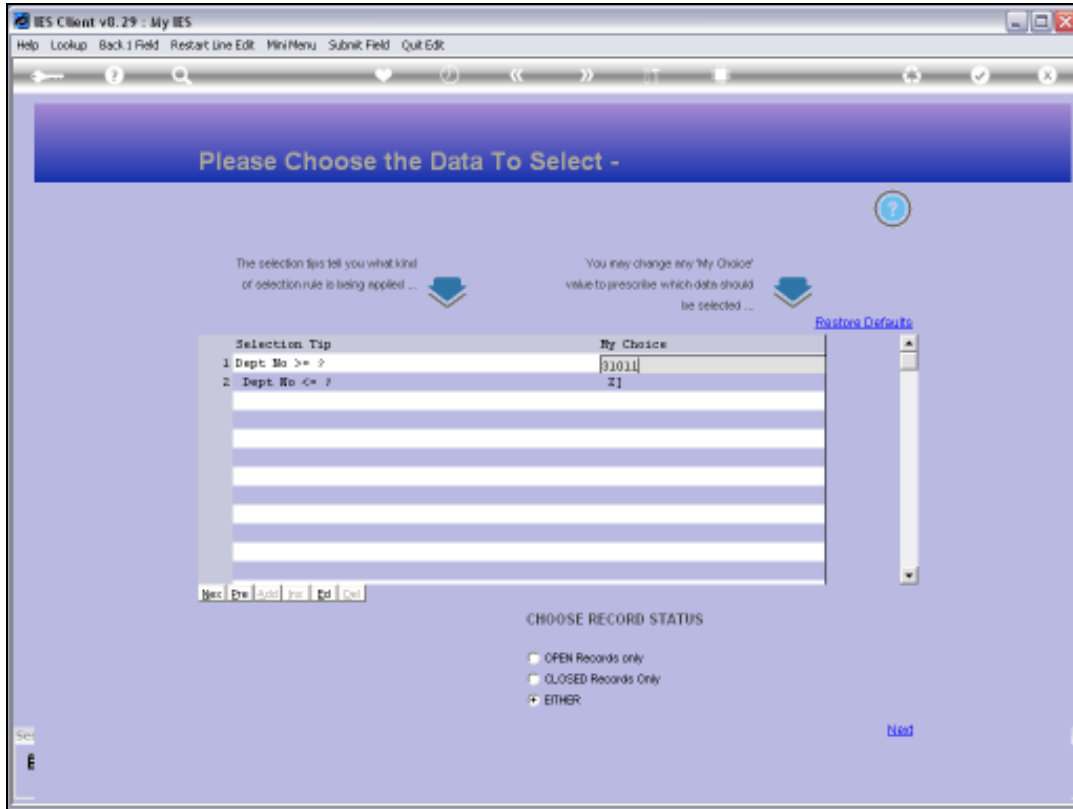 IES Client v8.29 : My IES
Help Lookup Back 1 Field Restart Line Edit MiniMenu Submit Field Quit Edit
Please Choose the Data To Select -
The selection tips tell you what kind
of selection rule is being applied ...
You may change any 'My Choice'
value to prescribe which data should
be selected ...
Restore Defaults
Selection Tip My Choice
1 Dept No >= ? 31011
2 Dept No <= ? Z]
Nex Pre Add Ins Ed Del
CHOOSE RECORD STATUS
OPEN Records only
CLOSED Records Only
EITHER
Next